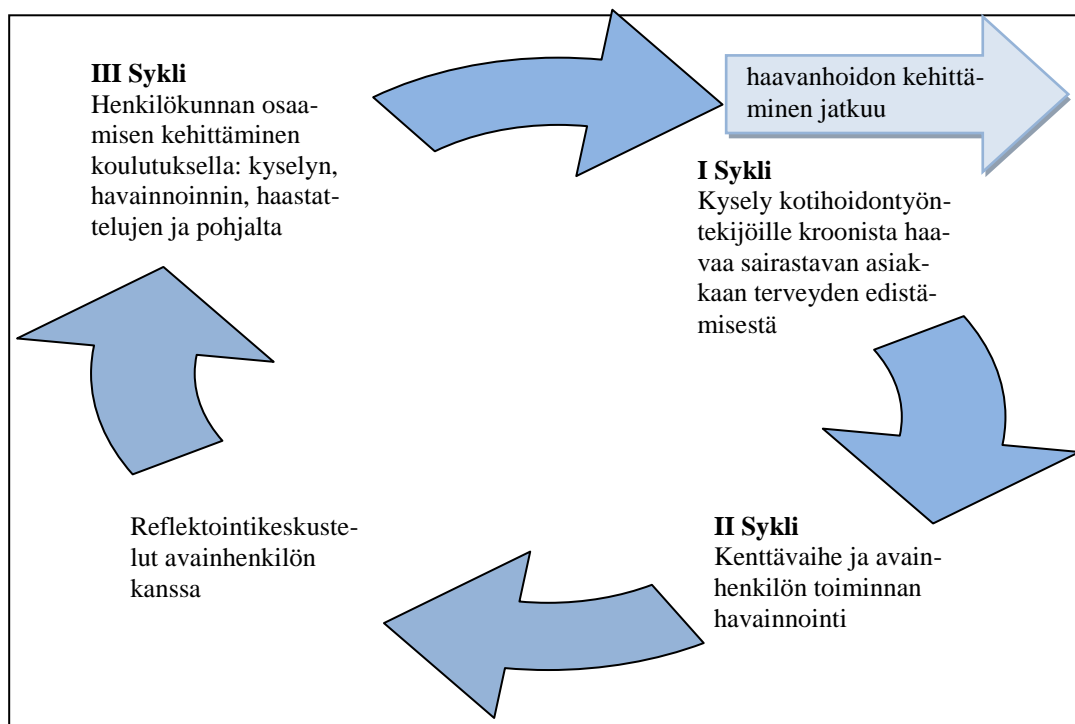 III Sykli
Henkilökunnan osaa-
misen kehittäminen
koulutuksella: kyselyn,
havainnoinnin, haastat-
telujen ja pohjalta
haavanhoidon kehittä-
minen jatkuu
I Sykli
Kysely kotihoidontyön-
tekijöille kroonista haa-
vaa sairastavan asiak-
kaan terveyden edistä-
misestä
II Sykli
Kenttävaihe ja avain-
henkilön toiminnan
havainnointi
Reflektointikeskuste-
lut avainhenkilön
kanssa